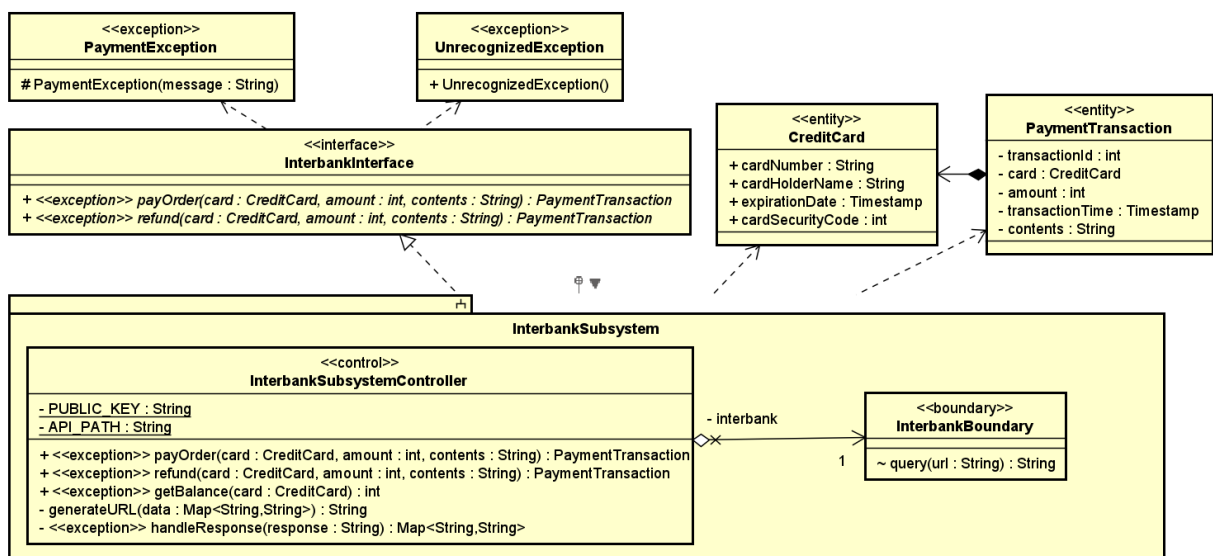 <<exception>>
PaymentException
# PaymentException(message : String)
<<exception>>
UnrecognizedException
+ UnrecognizedException()
<<interface>>
InterbankInterface
+ <<exception>> payOrder(card : CreditCard, amount : int, contents : String) : PaymentTransaction
+ <<exception>> refund(card : CreditCard, amount : int, contents : String) : PaymentTransaction
<<entity>>
CreditCard
+ cardNumber : String
+ cardHolderName : String
+ expirationDate : Timestamp
+ cardSecurityCode : int
<<entity>>
PaymentTransaction
- transactionId : int
- card : CreditCard
- amount : int
- transactionTime : Timestamp
- contents : String
InterbankSubsystem
<<control>>
InterbankSubsystemController
- PUBLIC_KEY : String
- API_PATH : String
+ <<exception>> payOrder(card : CreditCard, amount : int, contents : String) : PaymentTransaction
+ <<exception>> refund(card : CreditCard, amount : int, contents : String) : PaymentTransaction
+ <<exception>> getBalance(card : CreditCard) : int
- generateURL(data : Map<String,String>) : String
- <<exception>> handleResponse(response : String) : Map<String,String>
- interbank
1
<<boundary>>
InterbankBoundary
~ query(url : String) : String